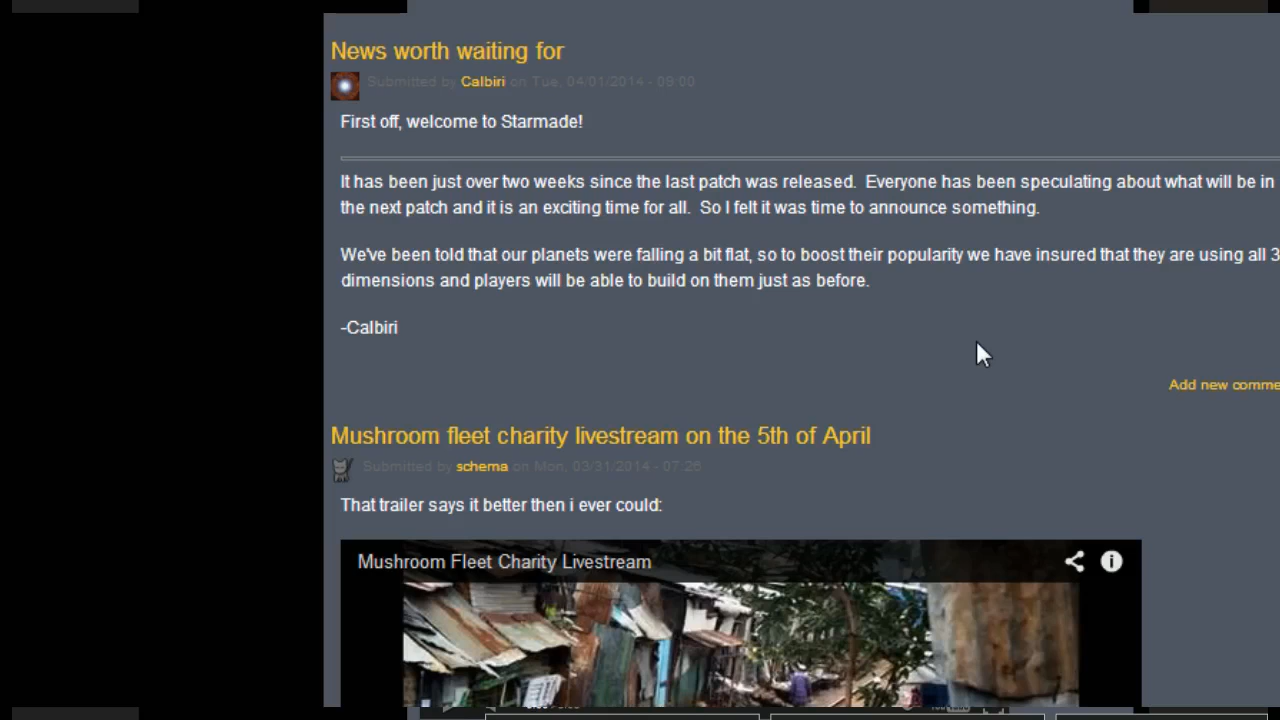 News worth waiting for
Submitted by Calbiri on Tue, 04/01/2014 - 09:00
First off, welcome to Starmade!
It has been just over two weeks since the last patch was released.  Everyone has been speculating about what will be in
the next patch and it is an exciting time for all.  So I felt it was time to announce something.
We've been told that our planets were falling a bit flat, so to boost their popularity we have insured that they are using all 3
dimensions and players will be able to build on them just as before.
-Calbiri
Add new comme
Mushroom fleet charity livestream on the 5th of April
Submitted by schema on Mon, 03/31/2014 - 07:26
That trailer says it better then i ever could:
Mushroom Fleet Charity Livestream